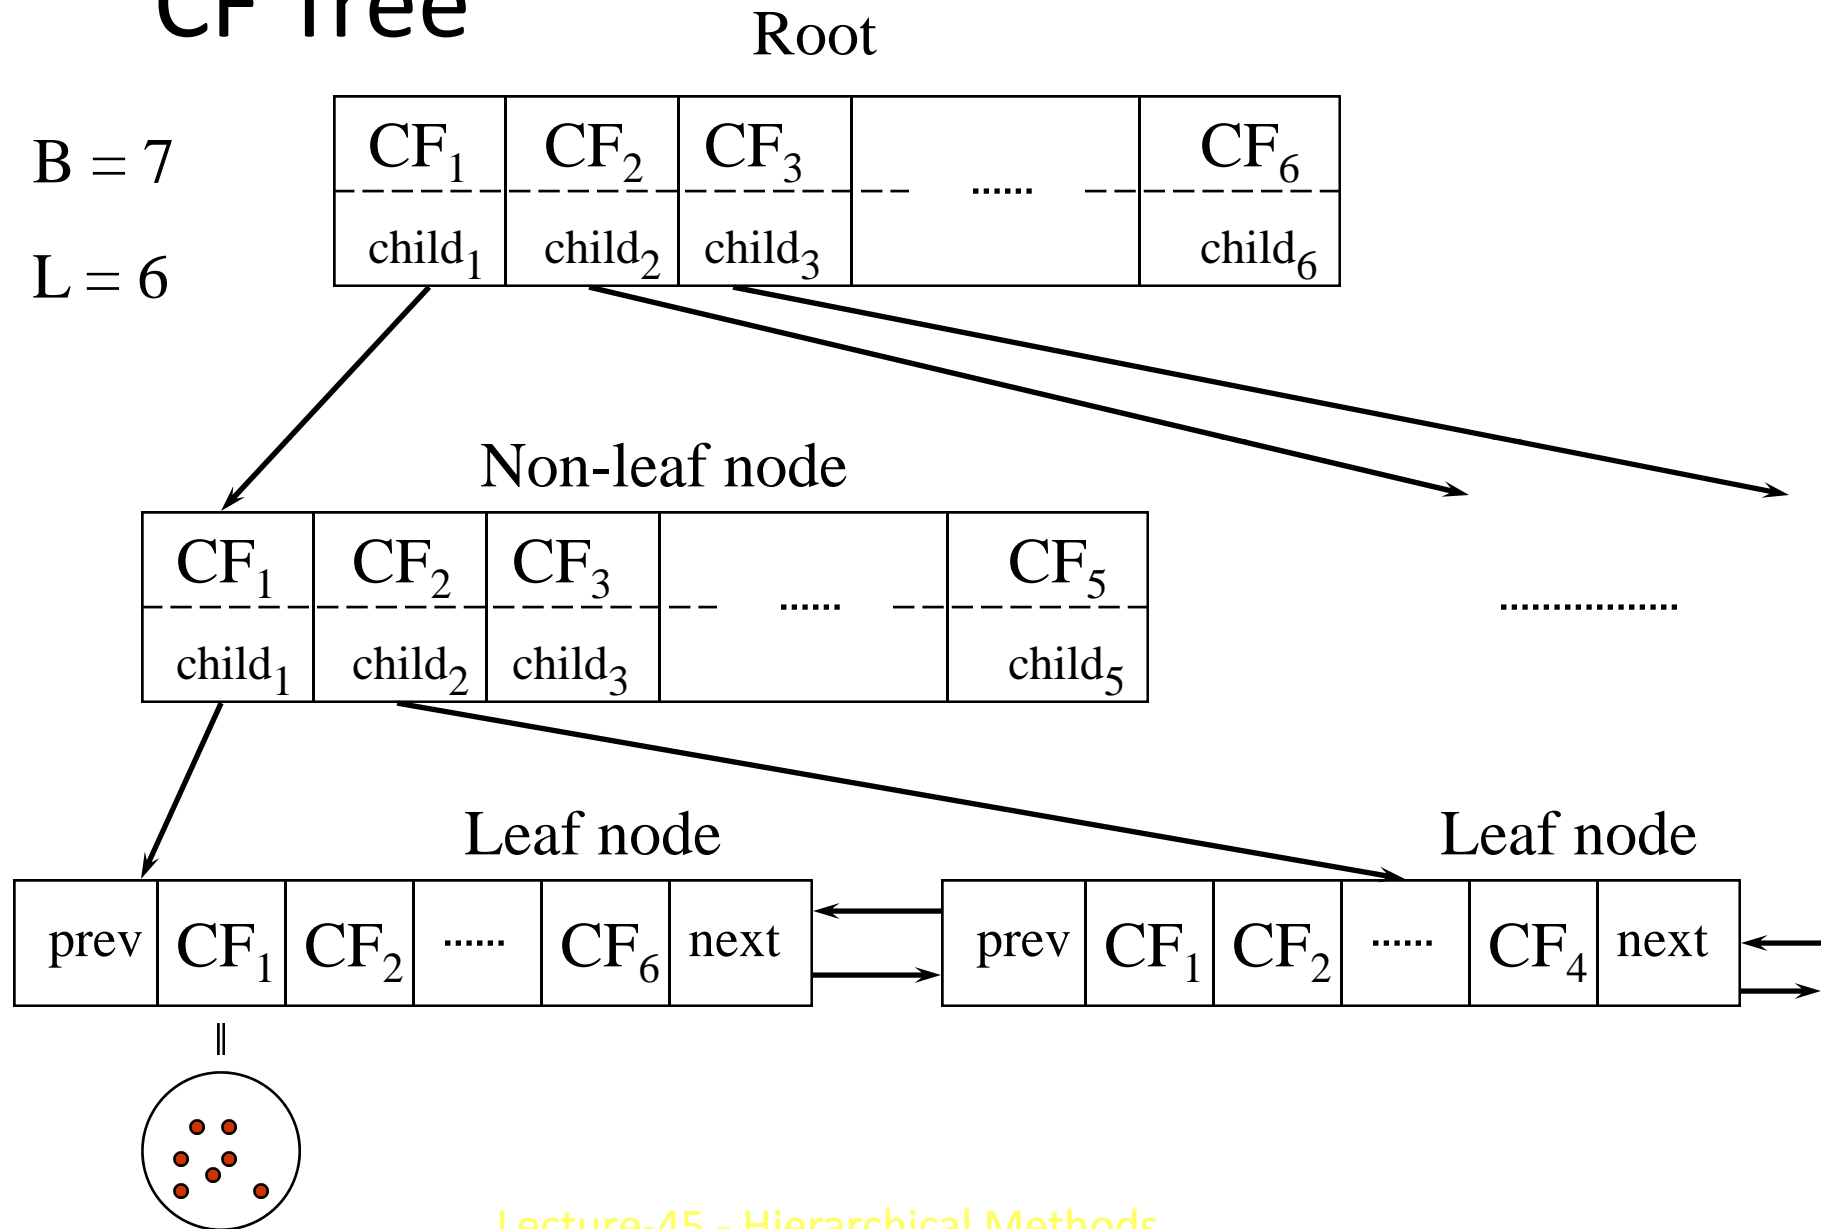 CF Tree
Root
B = 7
L = 6
CF1 CF2 CF3 ...... CF6
child1 child2 child3 child6
Non-leaf node
CF1 CF2 CF3 ...... CF5
child1 child2 child3 child5
................
Leaf node Leaf node
prev CF1 CF2 ...... CF6 next prev CF1 CF2 ...... CF4 next
Lecture-45 - Hierarchical Methods